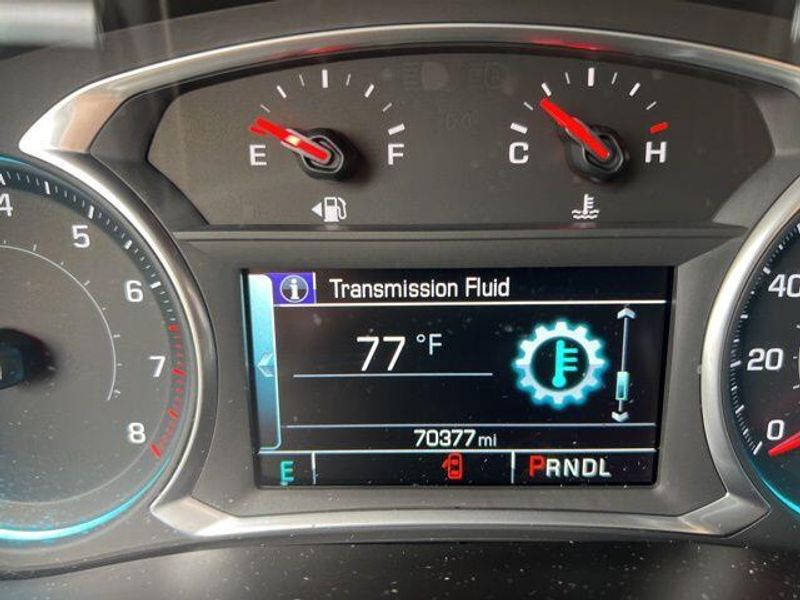 E F
C H
4
5
6
7
8
i Transmission Fluid
77 °F
70377 mi
E
PRNDL
40
20
0